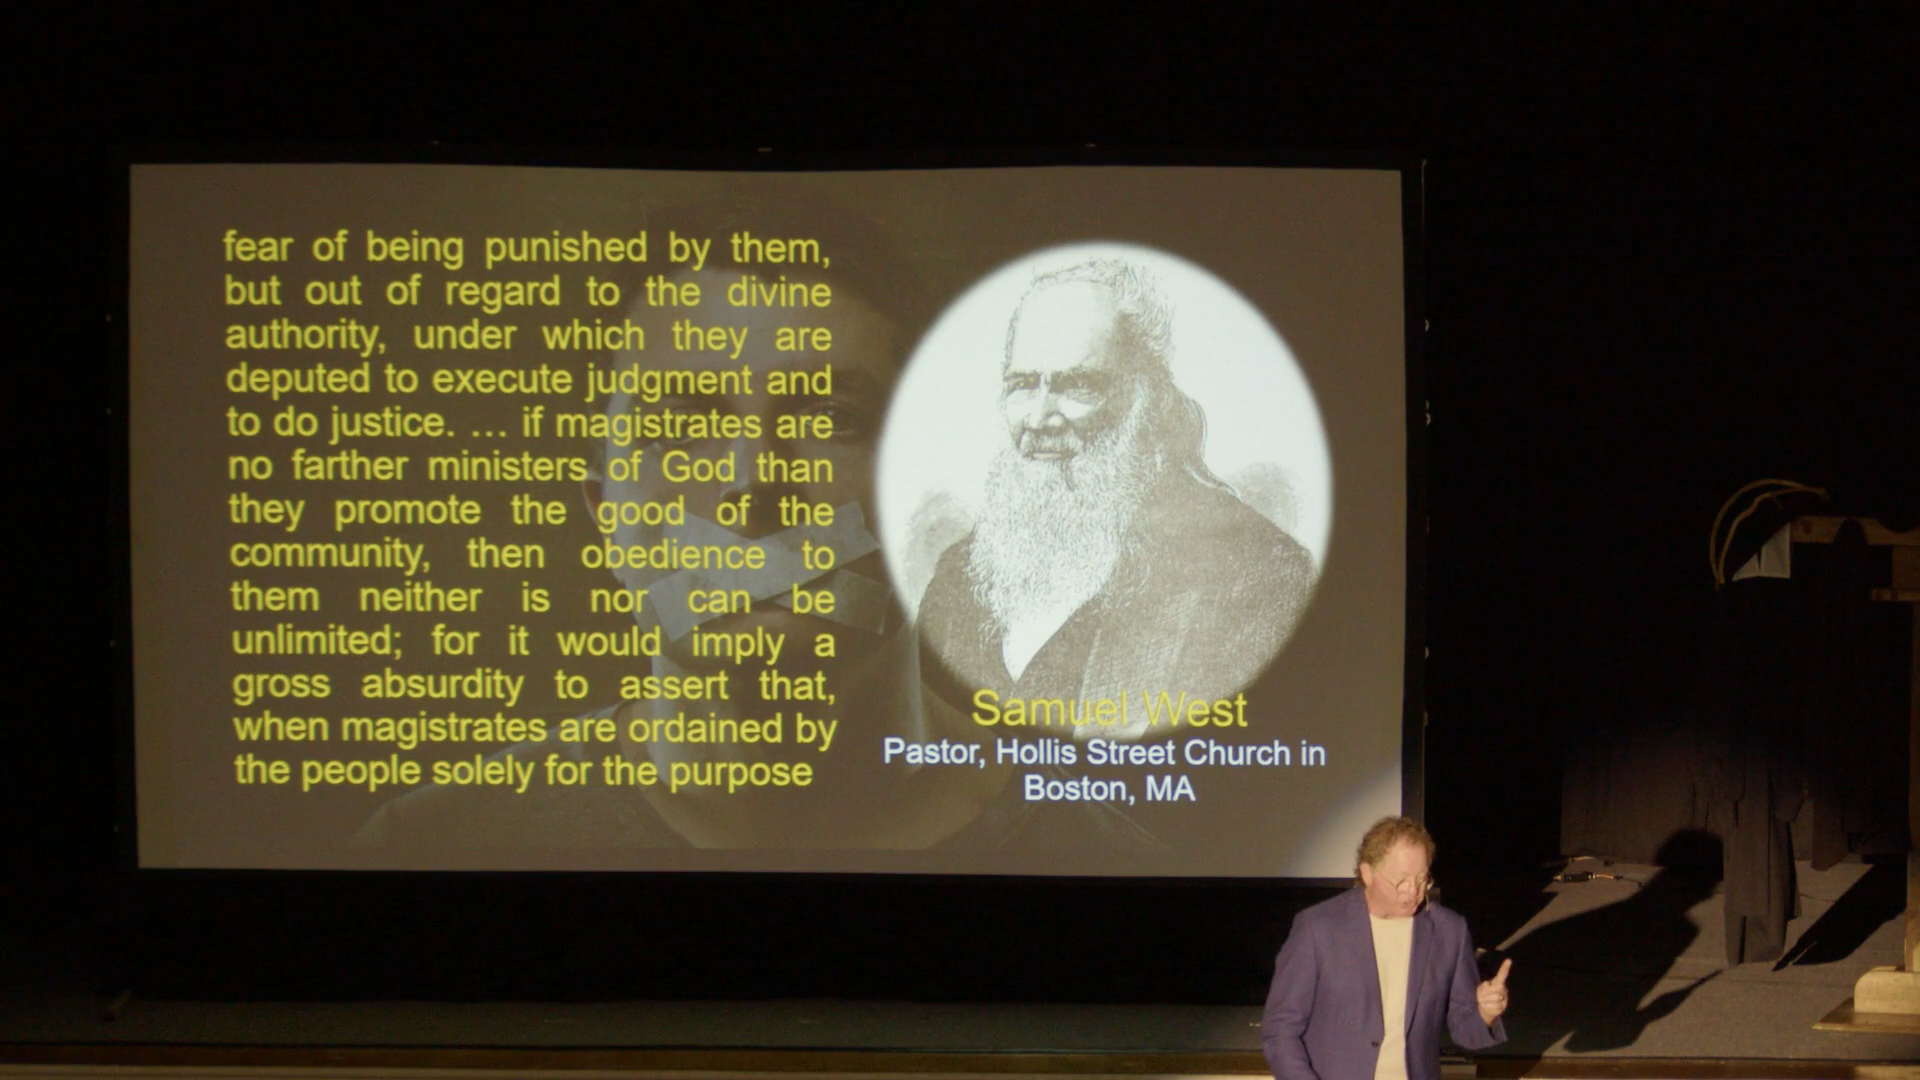 fear of being punished by them,
but out of regard to the divine
authority, under which they are
deputed to execute judgment and
to do justice. … if magistrates are
no farther ministers of God than
they promote the good of the
community, then obedience to
them neither is nor can be
unlimited; for it would imply a
gross absurdity to assert that,
when magistrates are ordained by
the people solely for the purpose
Samuel West
Pastor, Hollis Street Church in
Boston, MA